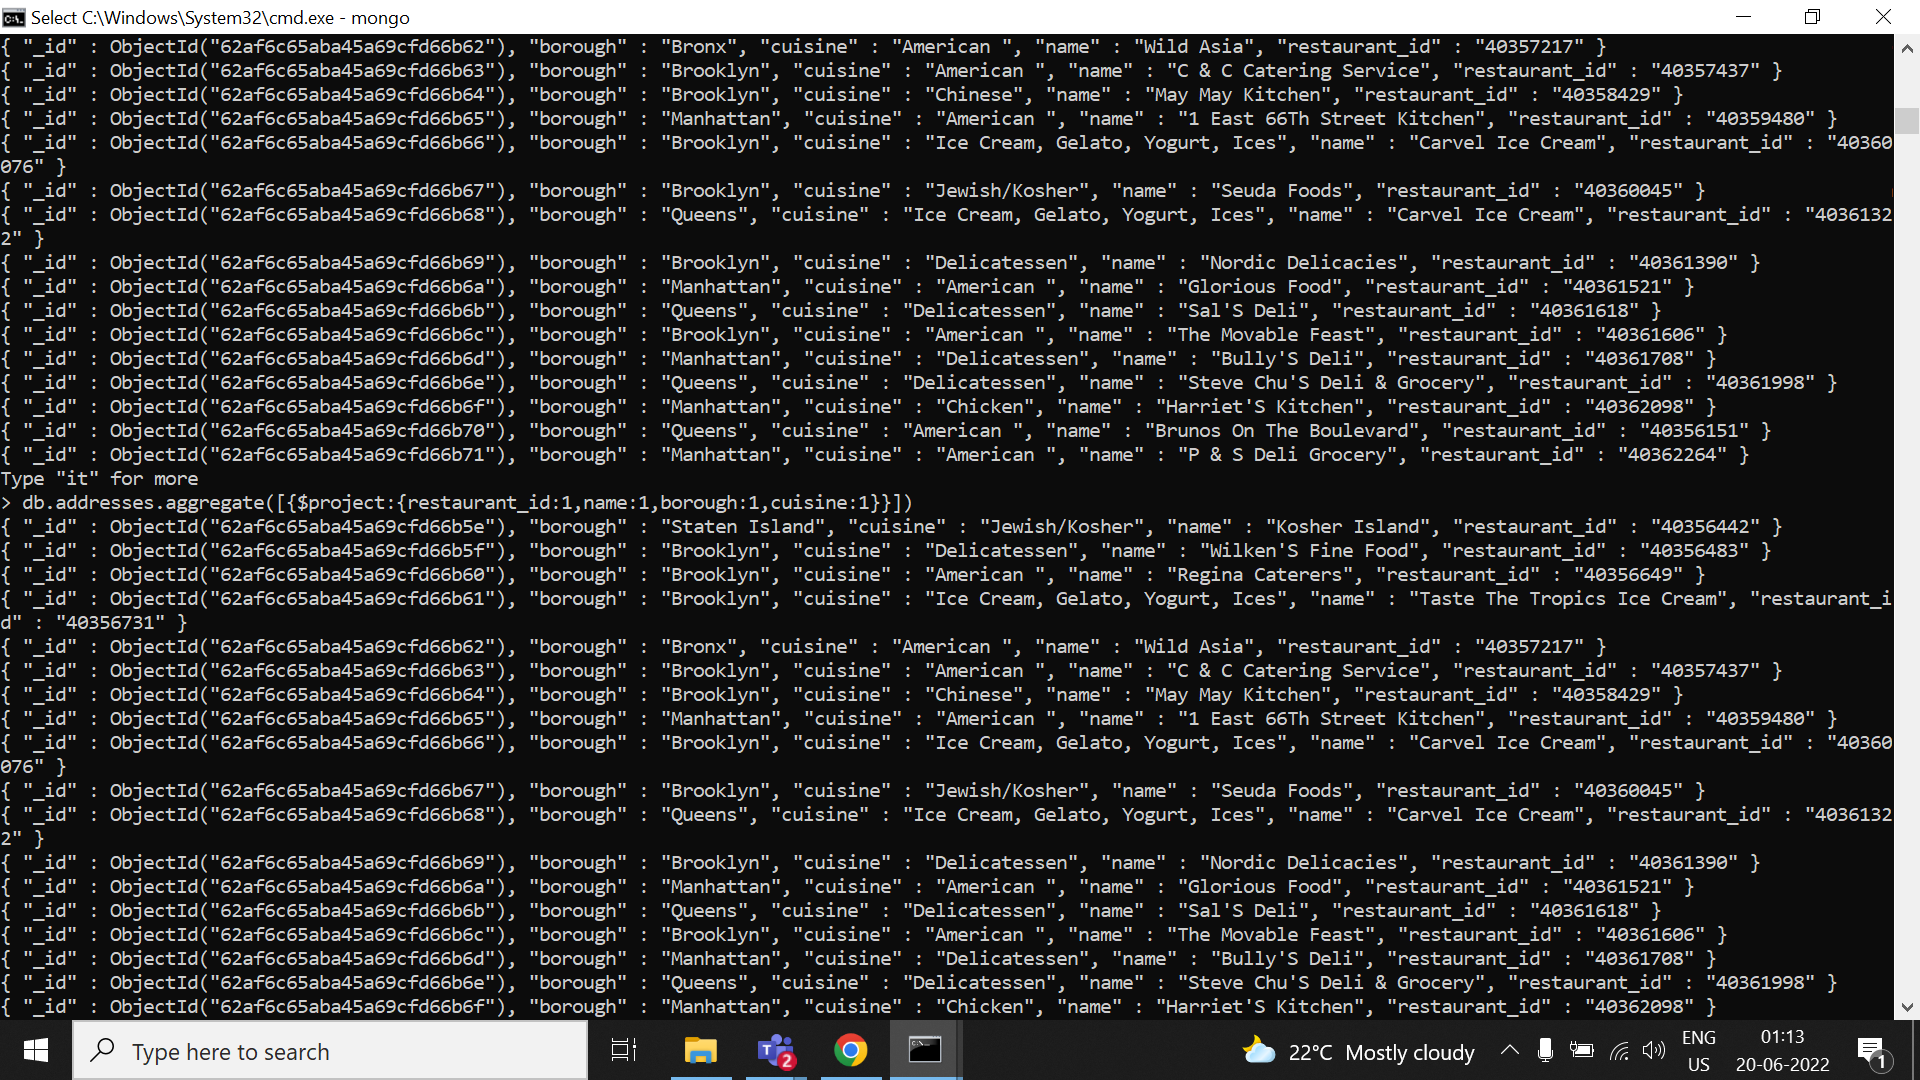 Select C:\Windows\System32\cmd.exe - mongo
{ "_id" : ObjectId("62af6c65aba45a69cfd66b62"), "borough" : "Bronx", "cuisine" : "American ", "name" : "Wild Asia", "restaurant_id" : "40357217" }
{ "_id" : ObjectId("62af6c65aba45a69cfd66b63"), "borough" : "Brooklyn", "cuisine" : "American ", "name" : "C & C Catering Service", "restaurant_id" : "40357437" }
{ "_id" : ObjectId("62af6c65aba45a69cfd66b64"), "borough" : "Brooklyn", "cuisine" : "Chinese", "name" : "May May Kitchen", "restaurant_id" : "40358429" }
{ "_id" : ObjectId("62af6c65aba45a69cfd66b65"), "borough" : "Manhattan", "cuisine" : "American ", "name" : "1 East 66Th Street Kitchen", "restaurant_id" : "40359480" }
{ "_id" : ObjectId("62af6c65aba45a69cfd66b66"), "borough" : "Brooklyn", "cuisine" : "Ice Cream, Gelato, Yogurt, Ices", "name" : "Carvel Ice Cream", "restaurant_id" : "40360
076" }
{ "_id" : ObjectId("62af6c65aba45a69cfd66b67"), "borough" : "Brooklyn", "cuisine" : "Jewish/Kosher", "name" : "Seuda Foods", "restaurant_id" : "40360045" }
{ "_id" : ObjectId("62af6c65aba45a69cfd66b68"), "borough" : "Queens", "cuisine" : "Ice Cream, Gelato, Yogurt, Ices", "name" : "Carvel Ice Cream", "restaurant_id" : "4036132
2" }
{ "_id" : ObjectId("62af6c65aba45a69cfd66b69"), "borough" : "Brooklyn", "cuisine" : "Delicatessen", "name" : "Nordic Delicacies", "restaurant_id" : "40361390" }
{ "_id" : ObjectId("62af6c65aba45a69cfd66b6a"), "borough" : "Manhattan", "cuisine" : "American ", "name" : "Glorious Food", "restaurant_id" : "40361521" }
{ "_id" : ObjectId("62af6c65aba45a69cfd66b6b"), "borough" : "Queens", "cuisine" : "Delicatessen", "name" : "Sal'S Deli", "restaurant_id" : "40361618" }
{ "_id" : ObjectId("62af6c65aba45a69cfd66b6c"), "borough" : "Brooklyn", "cuisine" : "American ", "name" : "The Movable Feast", "restaurant_id" : "40361606" }
{ "_id" : ObjectId("62af6c65aba45a69cfd66b6d"), "borough" : "Manhattan", "cuisine" : "Delicatessen", "name" : "Bully'S Deli", "restaurant_id" : "40361708" }
{ "_id" : ObjectId("62af6c65aba45a69cfd66b6e"), "borough" : "Queens", "cuisine" : "Delicatessen", "name" : "Steve Chu'S Deli & Grocery", "restaurant_id" : "40361998" }
{ "_id" : ObjectId("62af6c65aba45a69cfd66b6f"), "borough" : "Manhattan", "cuisine" : "Chicken", "name" : "Harriet'S Kitchen", "restaurant_id" : "40362098" }
{ "_id" : ObjectId("62af6c65aba45a69cfd66b70"), "borough" : "Queens", "cuisine" : "American ", "name" : "Brunos On The Boulevard", "restaurant_id" : "40356151" }
{ "_id" : ObjectId("62af6c65aba45a69cfd66b71"), "borough" : "Manhattan", "cuisine" : "American ", "name" : "P & S Deli Grocery", "restaurant_id" : "40362264" }
Type "it" for more
> db.addresses.aggregate([{$project:{restaurant_id:1,name:1,borough:1,cuisine:1}}])
{ "_id" : ObjectId("62af6c65aba45a69cfd66b5e"), "borough" : "Staten Island", "cuisine" : "Jewish/Kosher", "name" : "Kosher Island", "restaurant_id" : "40356442" }
{ "_id" : ObjectId("62af6c65aba45a69cfd66b5f"), "borough" : "Brooklyn", "cuisine" : "Delicatessen", "name" : "Wilken'S Fine Food", "restaurant_id" : "40356483" }
{ "_id" : ObjectId("62af6c65aba45a69cfd66b60"), "borough" : "Brooklyn", "cuisine" : "American ", "name" : "Regina Caterers", "restaurant_id" : "40356649" }
{ "_id" : ObjectId("62af6c65aba45a69cfd66b61"), "borough" : "Brooklyn", "cuisine" : "Ice Cream, Gelato, Yogurt, Ices", "name" : "Taste The Tropics Ice Cream", "restaurant_i
d" : "40356731" }
{ "_id" : ObjectId("62af6c65aba45a69cfd66b62"), "borough" : "Bronx", "cuisine" : "American ", "name" : "Wild Asia", "restaurant_id" : "40357217" }
{ "_id" : ObjectId("62af6c65aba45a69cfd66b63"), "borough" : "Brooklyn", "cuisine" : "American ", "name" : "C & C Catering Service", "restaurant_id" : "40357437" }
{ "_id" : ObjectId("62af6c65aba45a69cfd66b64"), "borough" : "Brooklyn", "cuisine" : "Chinese", "name" : "May May Kitchen", "restaurant_id" : "40358429" }
{ "_id" : ObjectId("62af6c65aba45a69cfd66b65"), "borough" : "Manhattan", "cuisine" : "American ", "name" : "1 East 66Th Street Kitchen", "restaurant_id" : "40359480" }
{ "_id" : ObjectId("62af6c65aba45a69cfd66b66"), "borough" : "Brooklyn", "cuisine" : "Ice Cream, Gelato, Yogurt, Ices", "name" : "Carvel Ice Cream", "restaurant_id" : "40360
076" }
{ "_id" : ObjectId("62af6c65aba45a69cfd66b67"), "borough" : "Brooklyn", "cuisine" : "Jewish/Kosher", "name" : "Seuda Foods", "restaurant_id" : "40360045" }
{ "_id" : ObjectId("62af6c65aba45a69cfd66b68"), "borough" : "Queens", "cuisine" : "Ice Cream, Gelato, Yogurt, Ices", "name" : "Carvel Ice Cream", "restaurant_id" : "4036132
2" }
{ "_id" : ObjectId("62af6c65aba45a69cfd66b69"), "borough" : "Brooklyn", "cuisine" : "Delicatessen", "name" : "Nordic Delicacies", "restaurant_id" : "40361390" }
{ "_id" : ObjectId("62af6c65aba45a69cfd66b6a"), "borough" : "Manhattan", "cuisine" : "American ", "name" : "Glorious Food", "restaurant_id" : "40361521" }
{ "_id" : ObjectId("62af6c65aba45a69cfd66b6b"), "borough" : "Queens", "cuisine" : "Delicatessen", "name" : "Sal'S Deli", "restaurant_id" : "40361618" }
{ "_id" : ObjectId("62af6c65aba45a69cfd66b6c"), "borough" : "Brooklyn", "cuisine" : "American ", "name" : "The Movable Feast", "restaurant_id" : "40361606" }
{ "_id" : ObjectId("62af6c65aba45a69cfd66b6d"), "borough" : "Manhattan", "cuisine" : "Delicatessen", "name" : "Bully'S Deli", "restaurant_id" : "40361708" }
{ "_id" : ObjectId("62af6c65aba45a69cfd66b6e"), "borough" : "Queens", "cuisine" : "Delicatessen", "name" : "Steve Chu'S Deli & Grocery", "restaurant_id" : "40361998" }
{ "_id" : ObjectId("62af6c65aba45a69cfd66b6f"), "borough" : "Manhattan", "cuisine" : "Chicken", "name" : "Harriet'S Kitchen", "restaurant_id" : "40362098" }
Type here to search
2
22°C Mostly cloudy
ENG
US
01:13
20-06-2022
1